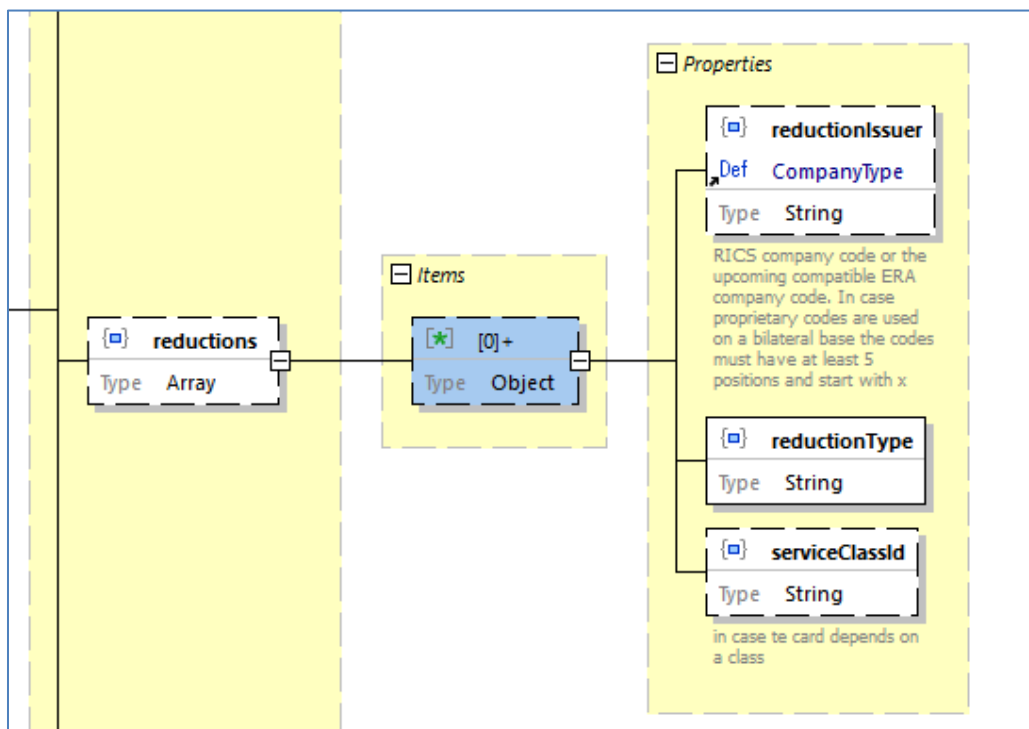 Properties
{} reductionIssuer
Def CompanyType
Type String
RICS company code or the
upcoming compatible ERA
company code. In case
proprietary codes are used
on a bilateral base the codes
must have at least 5
positions and start with x
Items
{} reductions
Type Array
[*] [0]+
Type Object
{} reductionType
Type String
{} serviceClassId
Type String
in case te card depends on
a class